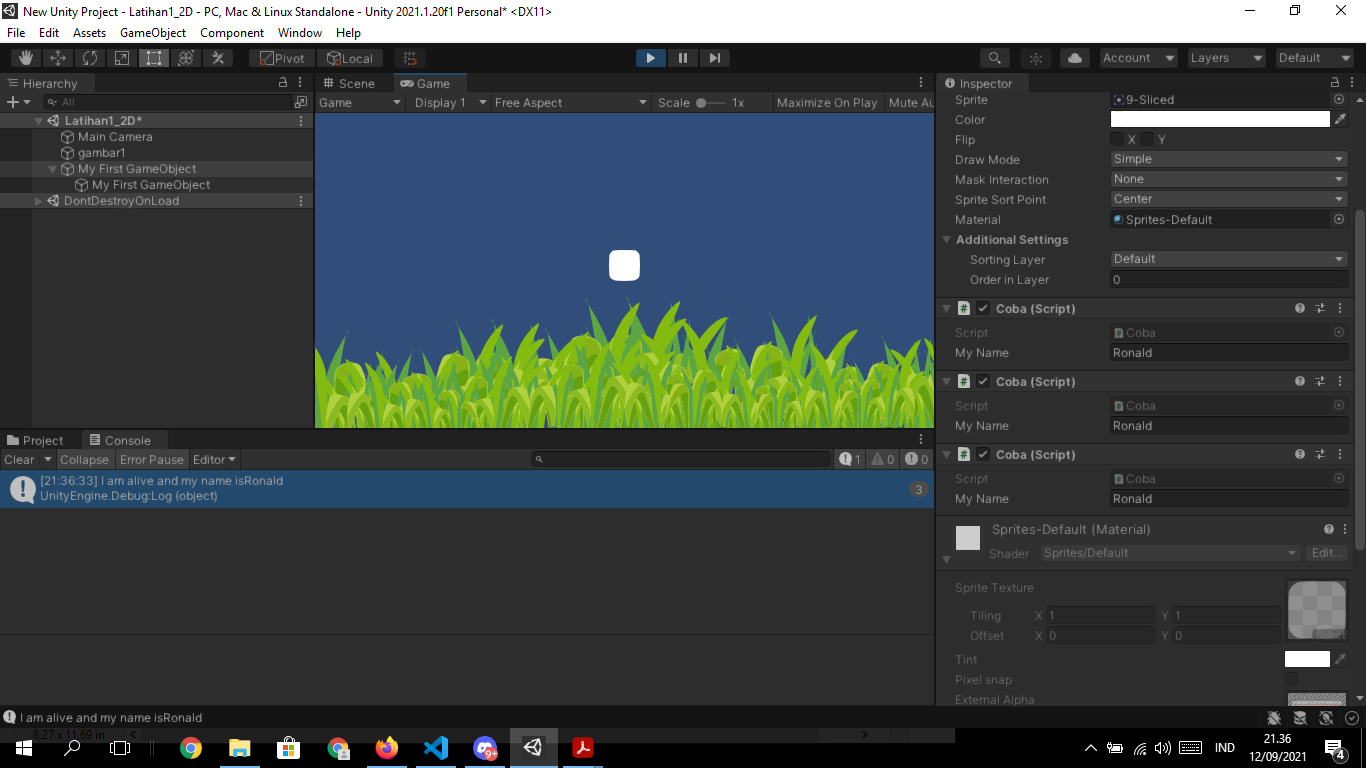 New Unity Project - Latihan1_2D - PC, Mac & Linux Standalone - Unity 2021.1.20f1 Personal* <DX11>
File Edit Assets GameObject Component Window Help
Pivot Local Account Layers Default
Hierarchy
All
Latihan1_2D*
Main Camera
gambar1
My First GameObject
My First GameObject
DontDestroyOnLoad
Scene Game
Game Display 1 Free Aspect Scale 1x Maximize On Play Mute Au
Inspector
Sprite 9-Sliced
Color
Flip X Y
Draw Mode Simple
Mask Interaction None
Sprite Sort Point Center
Material Sprites-Default
Additional Settings
Sorting Layer Default
Order in Layer 0
Coba (Script)
Script Coba
My Name Ronald
Coba (Script)
Script Coba
My Name Ronald
Coba (Script)
Script Coba
My Name Ronald
Sprites-Default (Material)
Shader Sprites/Default Edit...
Sprite Texture
Tiling X 1 Y 1
Offset X 0 Y 0
Select
Tint
Pixel snap
External Alpha
Project Console
Clear Collapse Error Pause Editor 1 0 0
[21:36:33] I am alive and my name isRonald
UnityEngine.Debug:Log (object)
3
I am alive and my name isRonald
8,27 x 11,69 in
9+
IND
21.36
12/09/2021
4